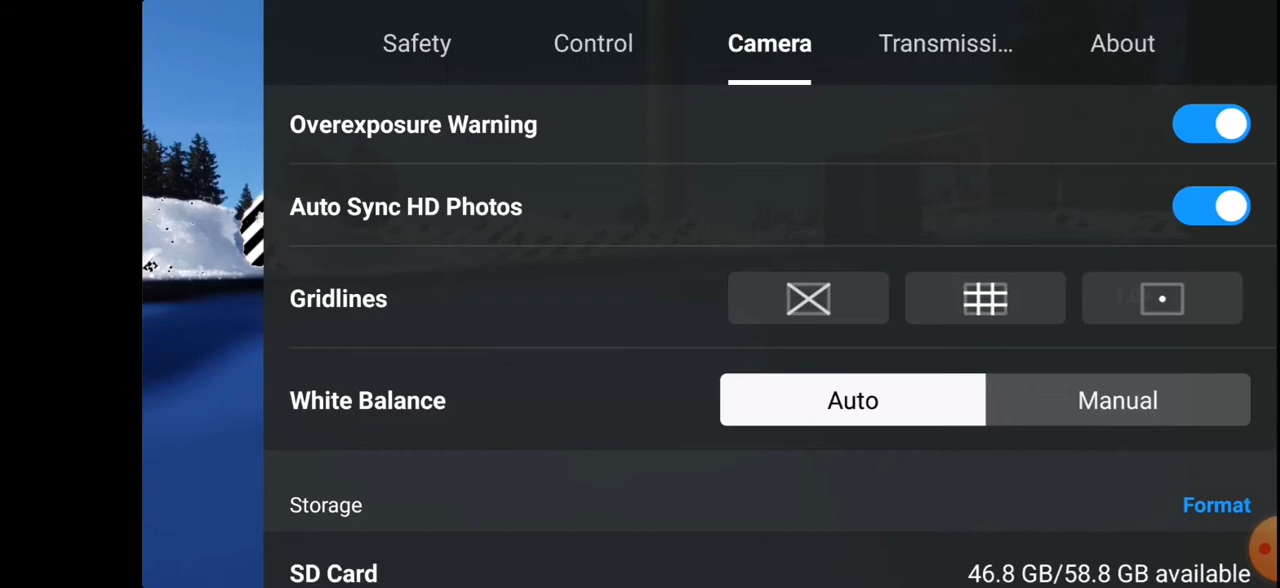 Safety Control Camera Transmissi... About
Overexposure Warning
Auto Sync HD Photos
Gridlines
White Balance Auto Manual
Storage Format
SD Card 46.8 GB/58.8 GB available